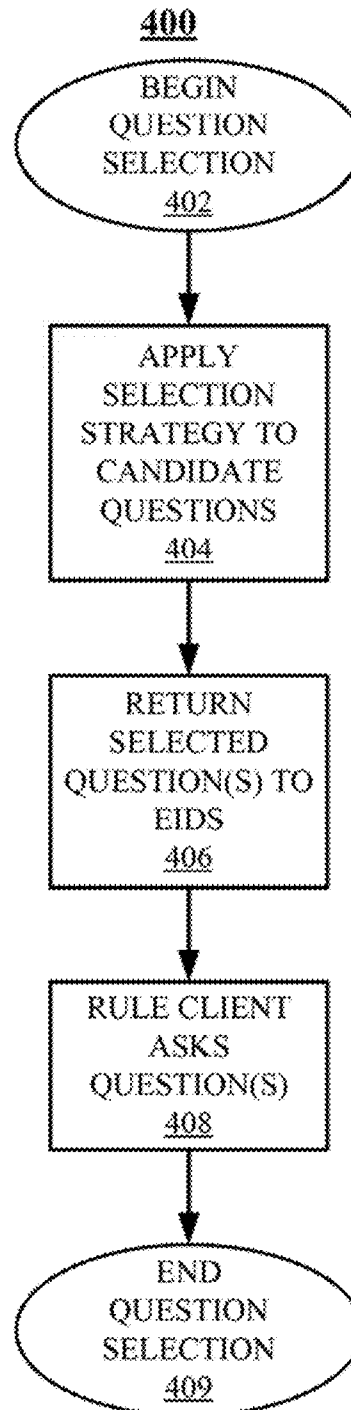 400
BEGIN
QUESTION
SELECTION
402
APPLY
SELECTION
STRATEGY TO
CANDIDATE
QUESTIONS
404
RETURN
SELECTED
QUESTION(S) TO
EIDS
406
RULE CLIENT
ASKS
QUESTION(S)
408
END
QUESTION
SELECTION
409